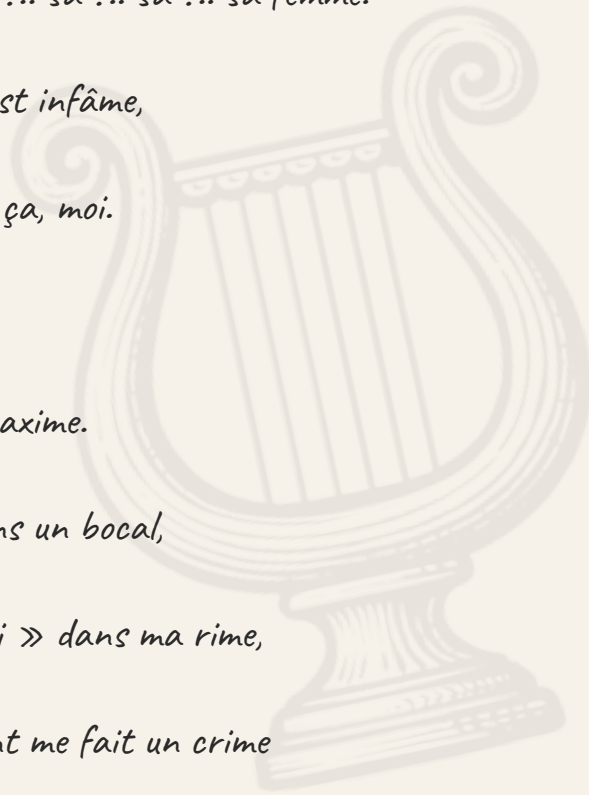 !.. sa !.. sa !.. sa femme.
st infâme,
ça, moi.
axime.
ns un bocal,
i » dans ma rime,
nt me fait un crime